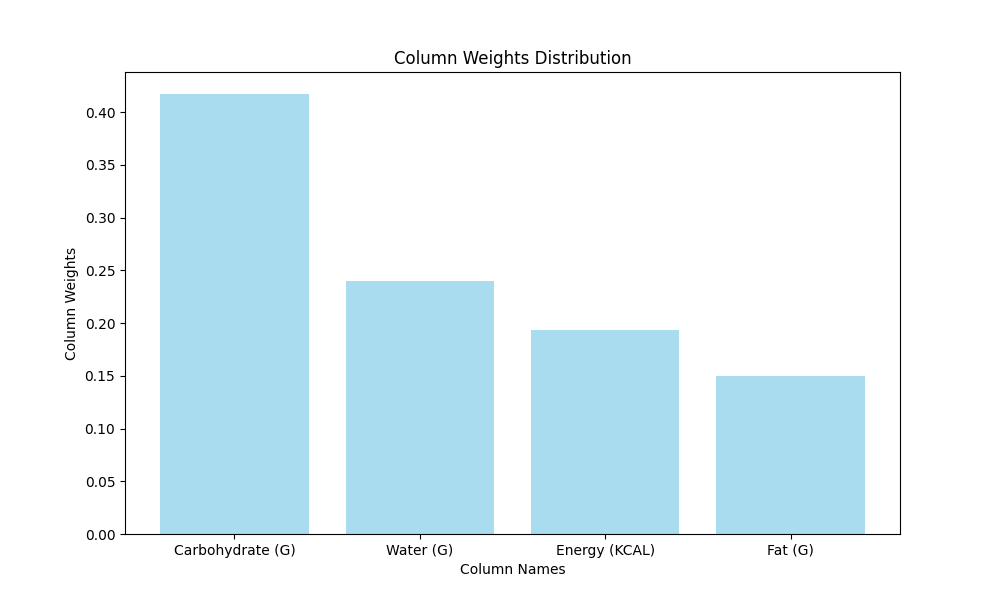 Column Weights Distribution
Column Weights
0.40
0.35
0.30
0.25
0.20
0.15
0.10
0.05
0.00
Carbohydrate (G)
Water (G)
Energy (KCAL)
Fat (G)
Column Names